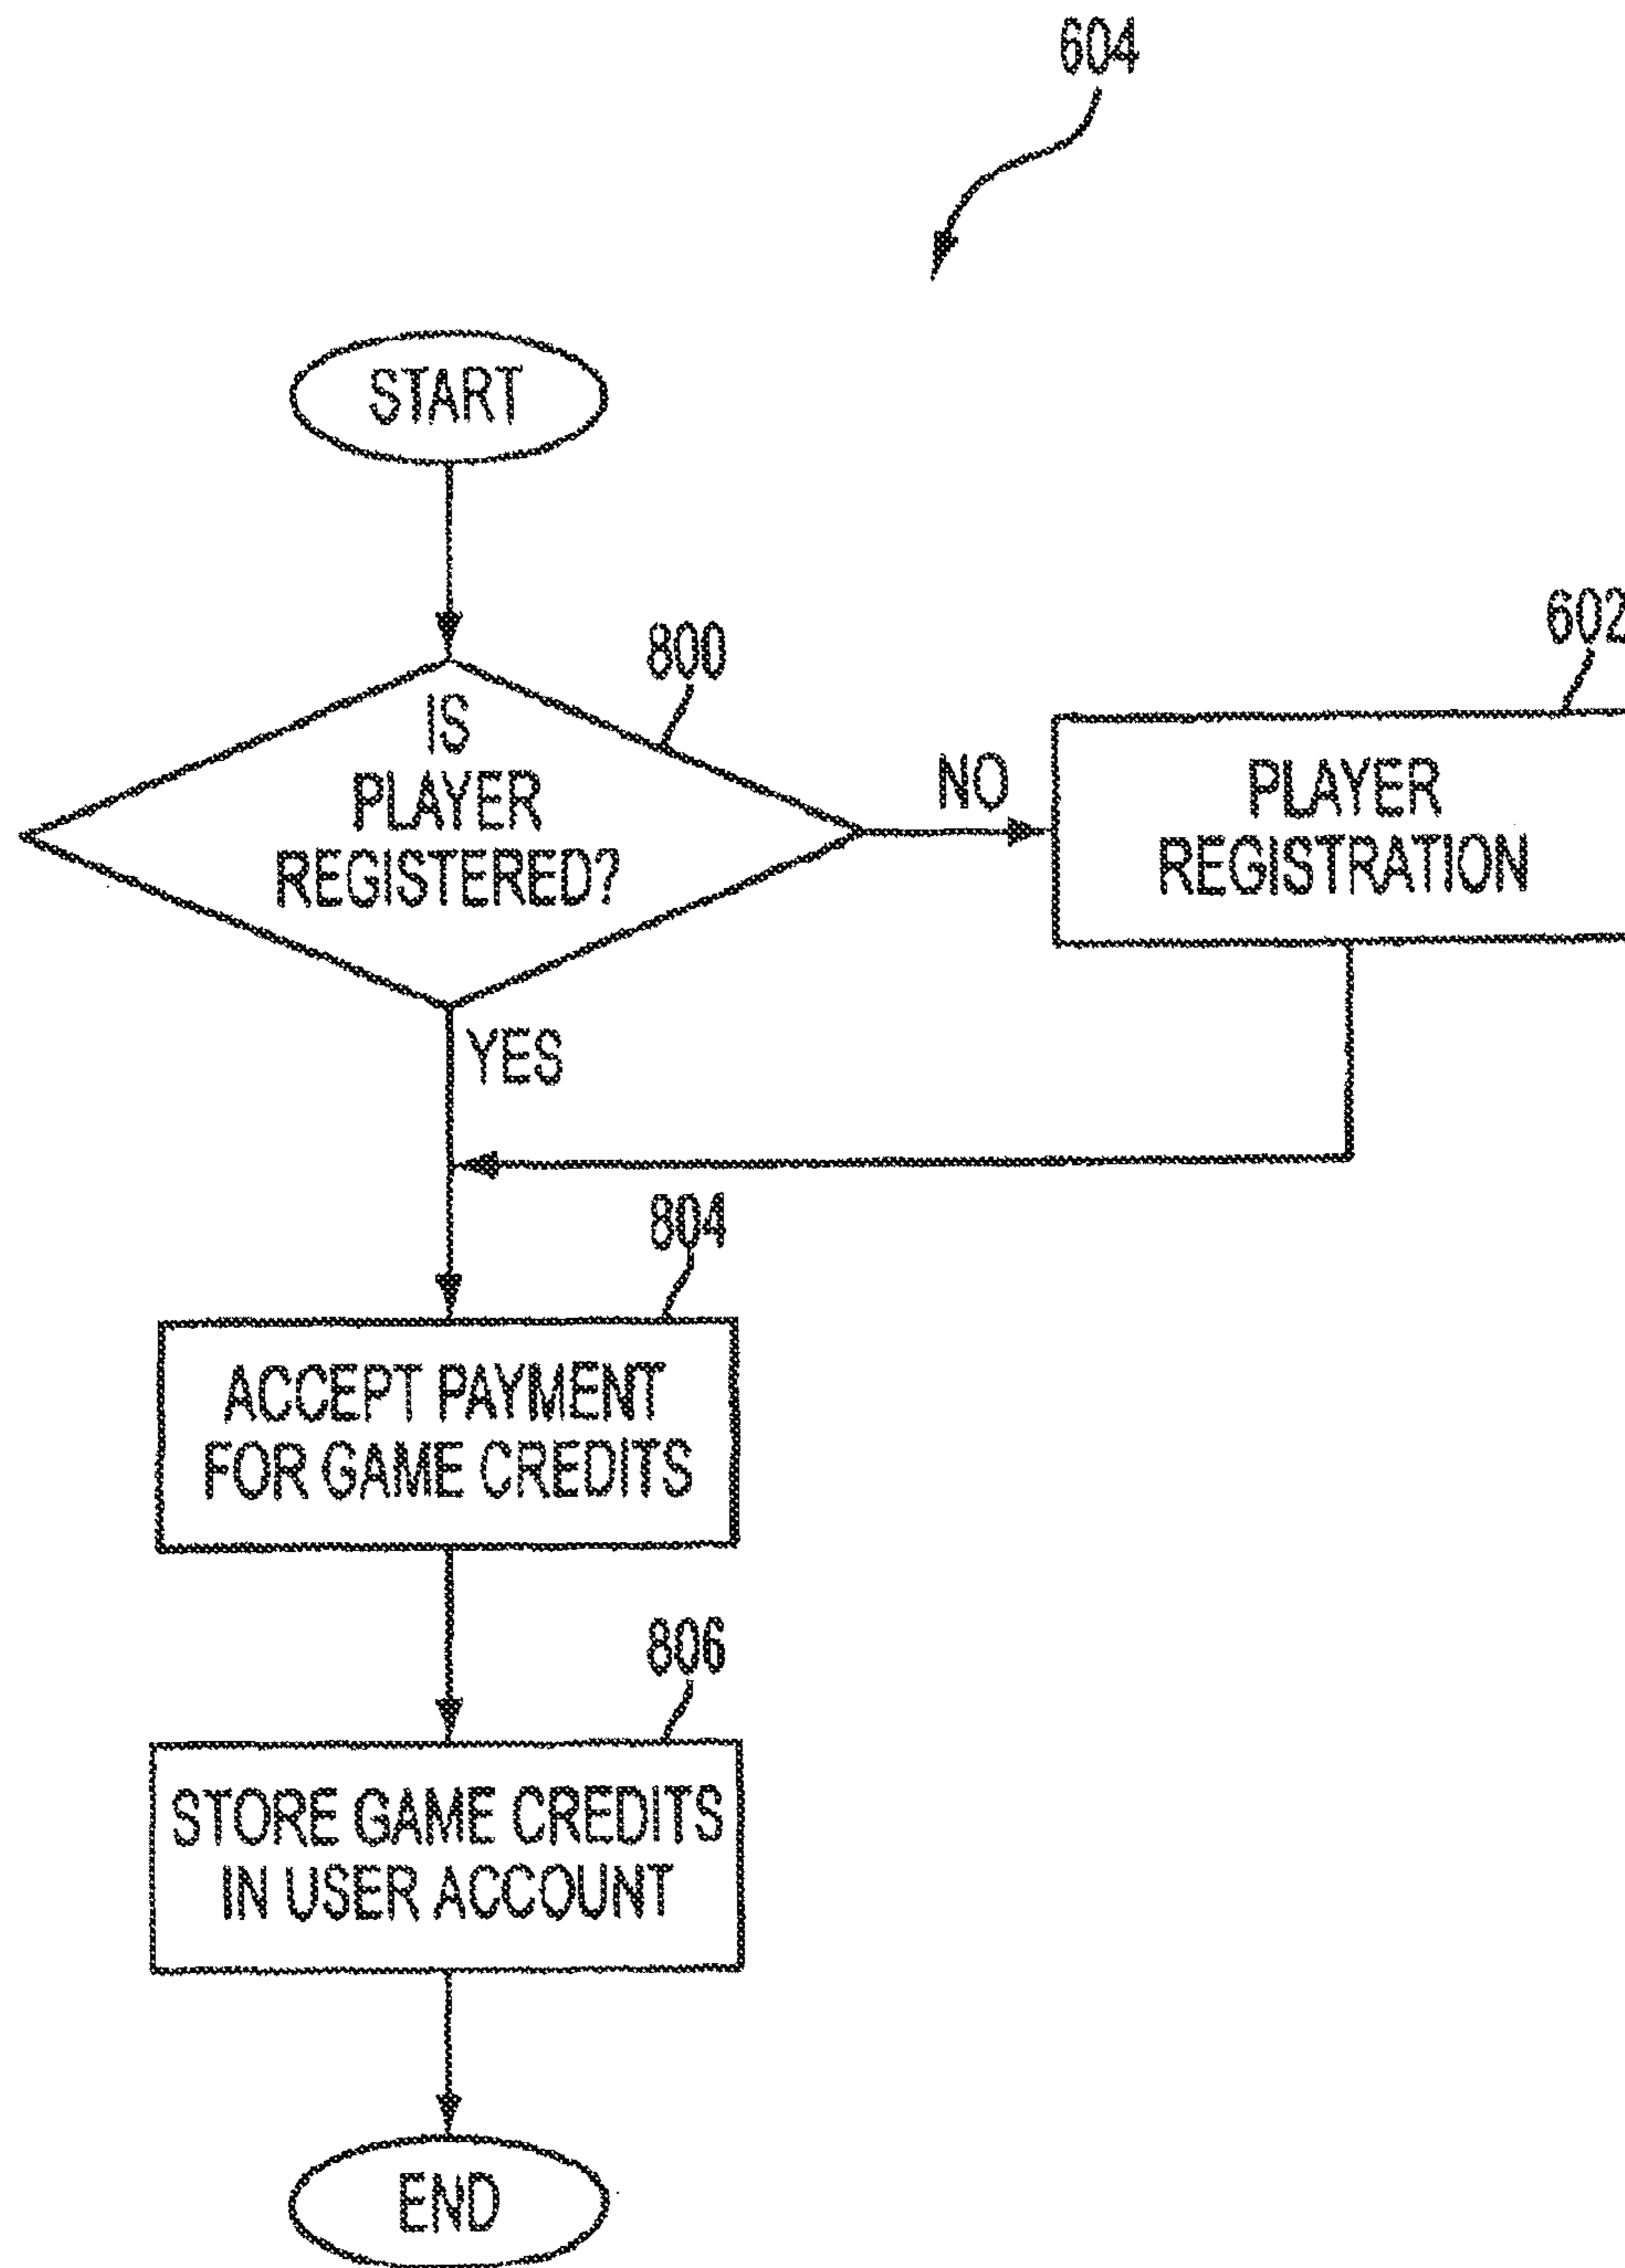 604
START
800
IS
PLAYER
REGISTERED?
NO
602
PLAYER
REGISTRATION
YES
804
ACCEPT PAYMENT
FOR GAME CREDITS
806
STORE GAME CREDITS
IN USER ACCOUNT
END